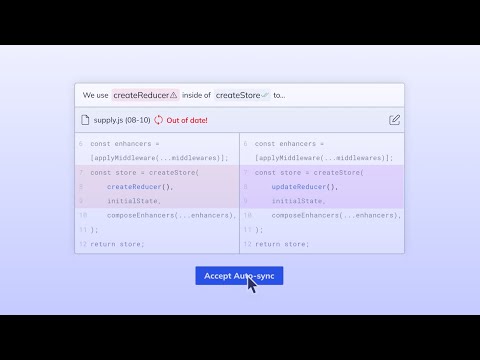 We use createReducer inside of createStore to...
supply.js (08-10) Out of date!
6 const enhancers =
[applyMiddleware(...middlewares)];
7 const store = createStore(
8 createReducer(),
9 initialState,
10 composeEnhancers(...enhancers),
11 );
12 return store;
6 const enhancers =
[applyMiddleware(...middlewares)];
7 const store = createStore(
8 updateReducer(),
9 initialState,
10 composeEnhancers(...enhancers),
11 );
12 return store;
Accept Auto-sync